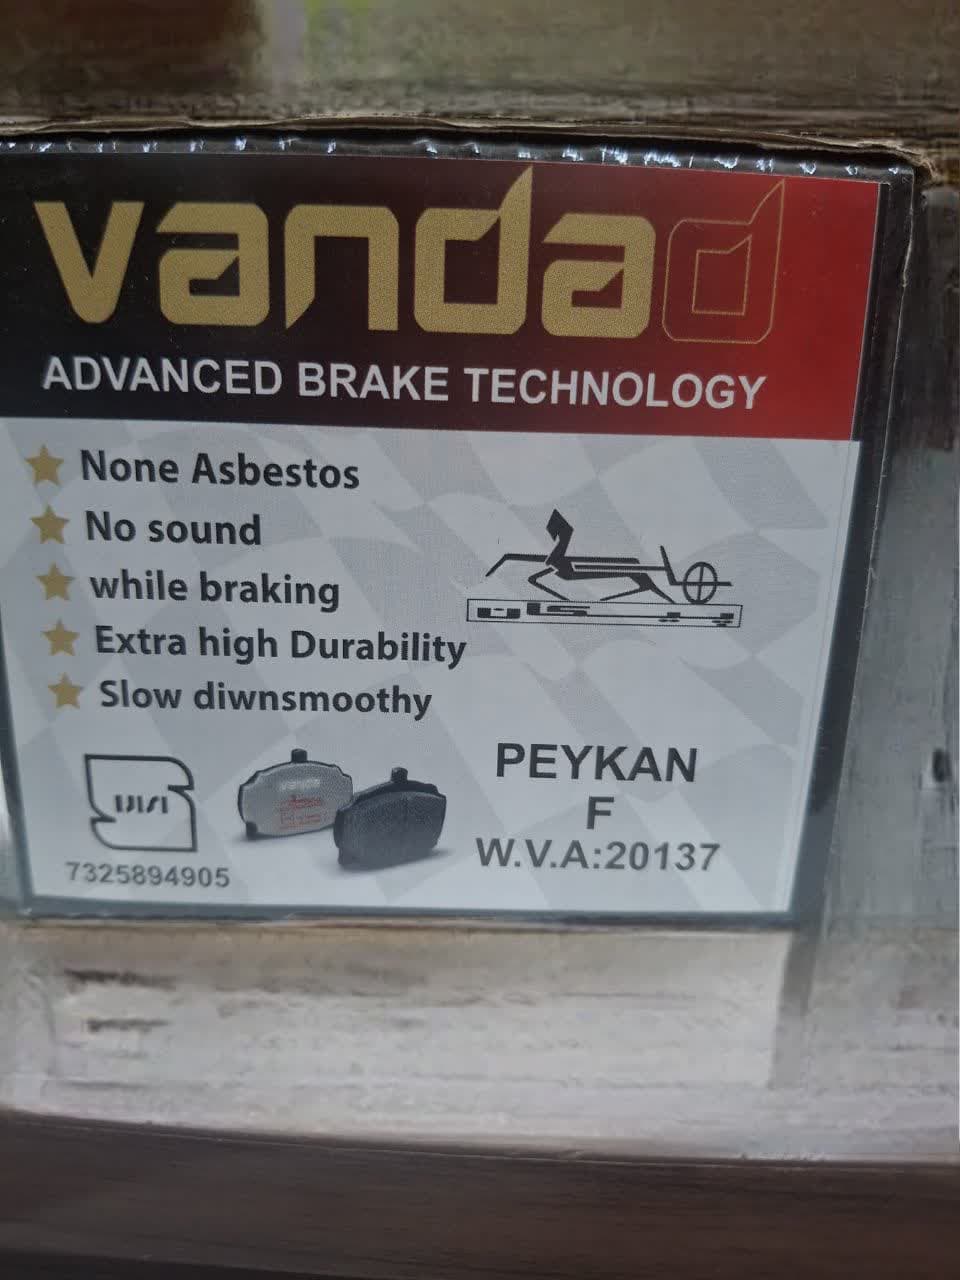 vandad
ADVANCED BRAKE TECHNOLOGY
None Asbestos
No sound
while braking
Extra high Durability
Slow diwnsmoothy
PEYKAN
F
W.V.A:20137
7325894905